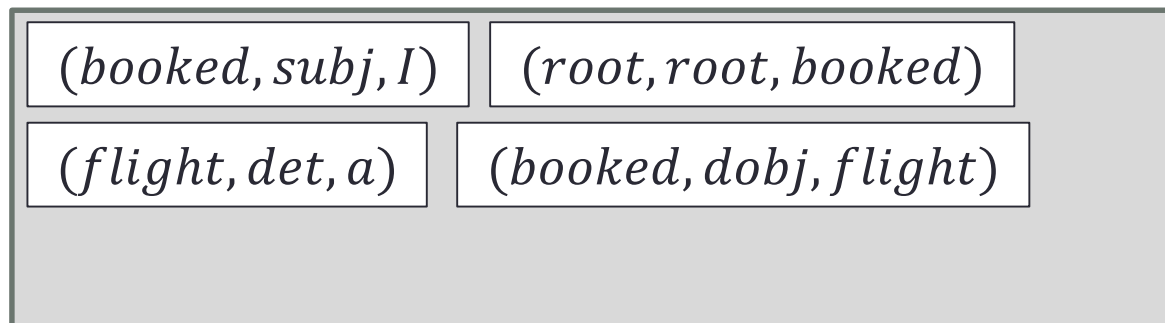 (booked, subj, I) (root, root, booked)
(flight, det, a) (booked, dobj, flight)